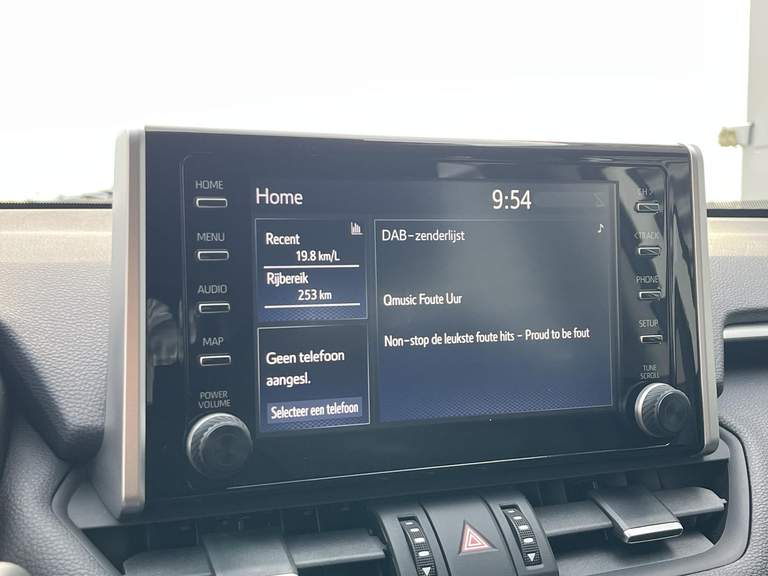 HOME
MENU
AUDIO
MAP
POWER
VOLUME
Home
9:54
Recent
19.8 km/L
Rijbereik
253 km
Geen telefoon
aangesl.
Selecteer een telefoon
DAB-zenderlijst
Qmusic Foute Uur
Non-stop de leukste foute hits - Proud to be fout
CH >
< TRACK
PHONE
SETUP
TUNE
SCROLL